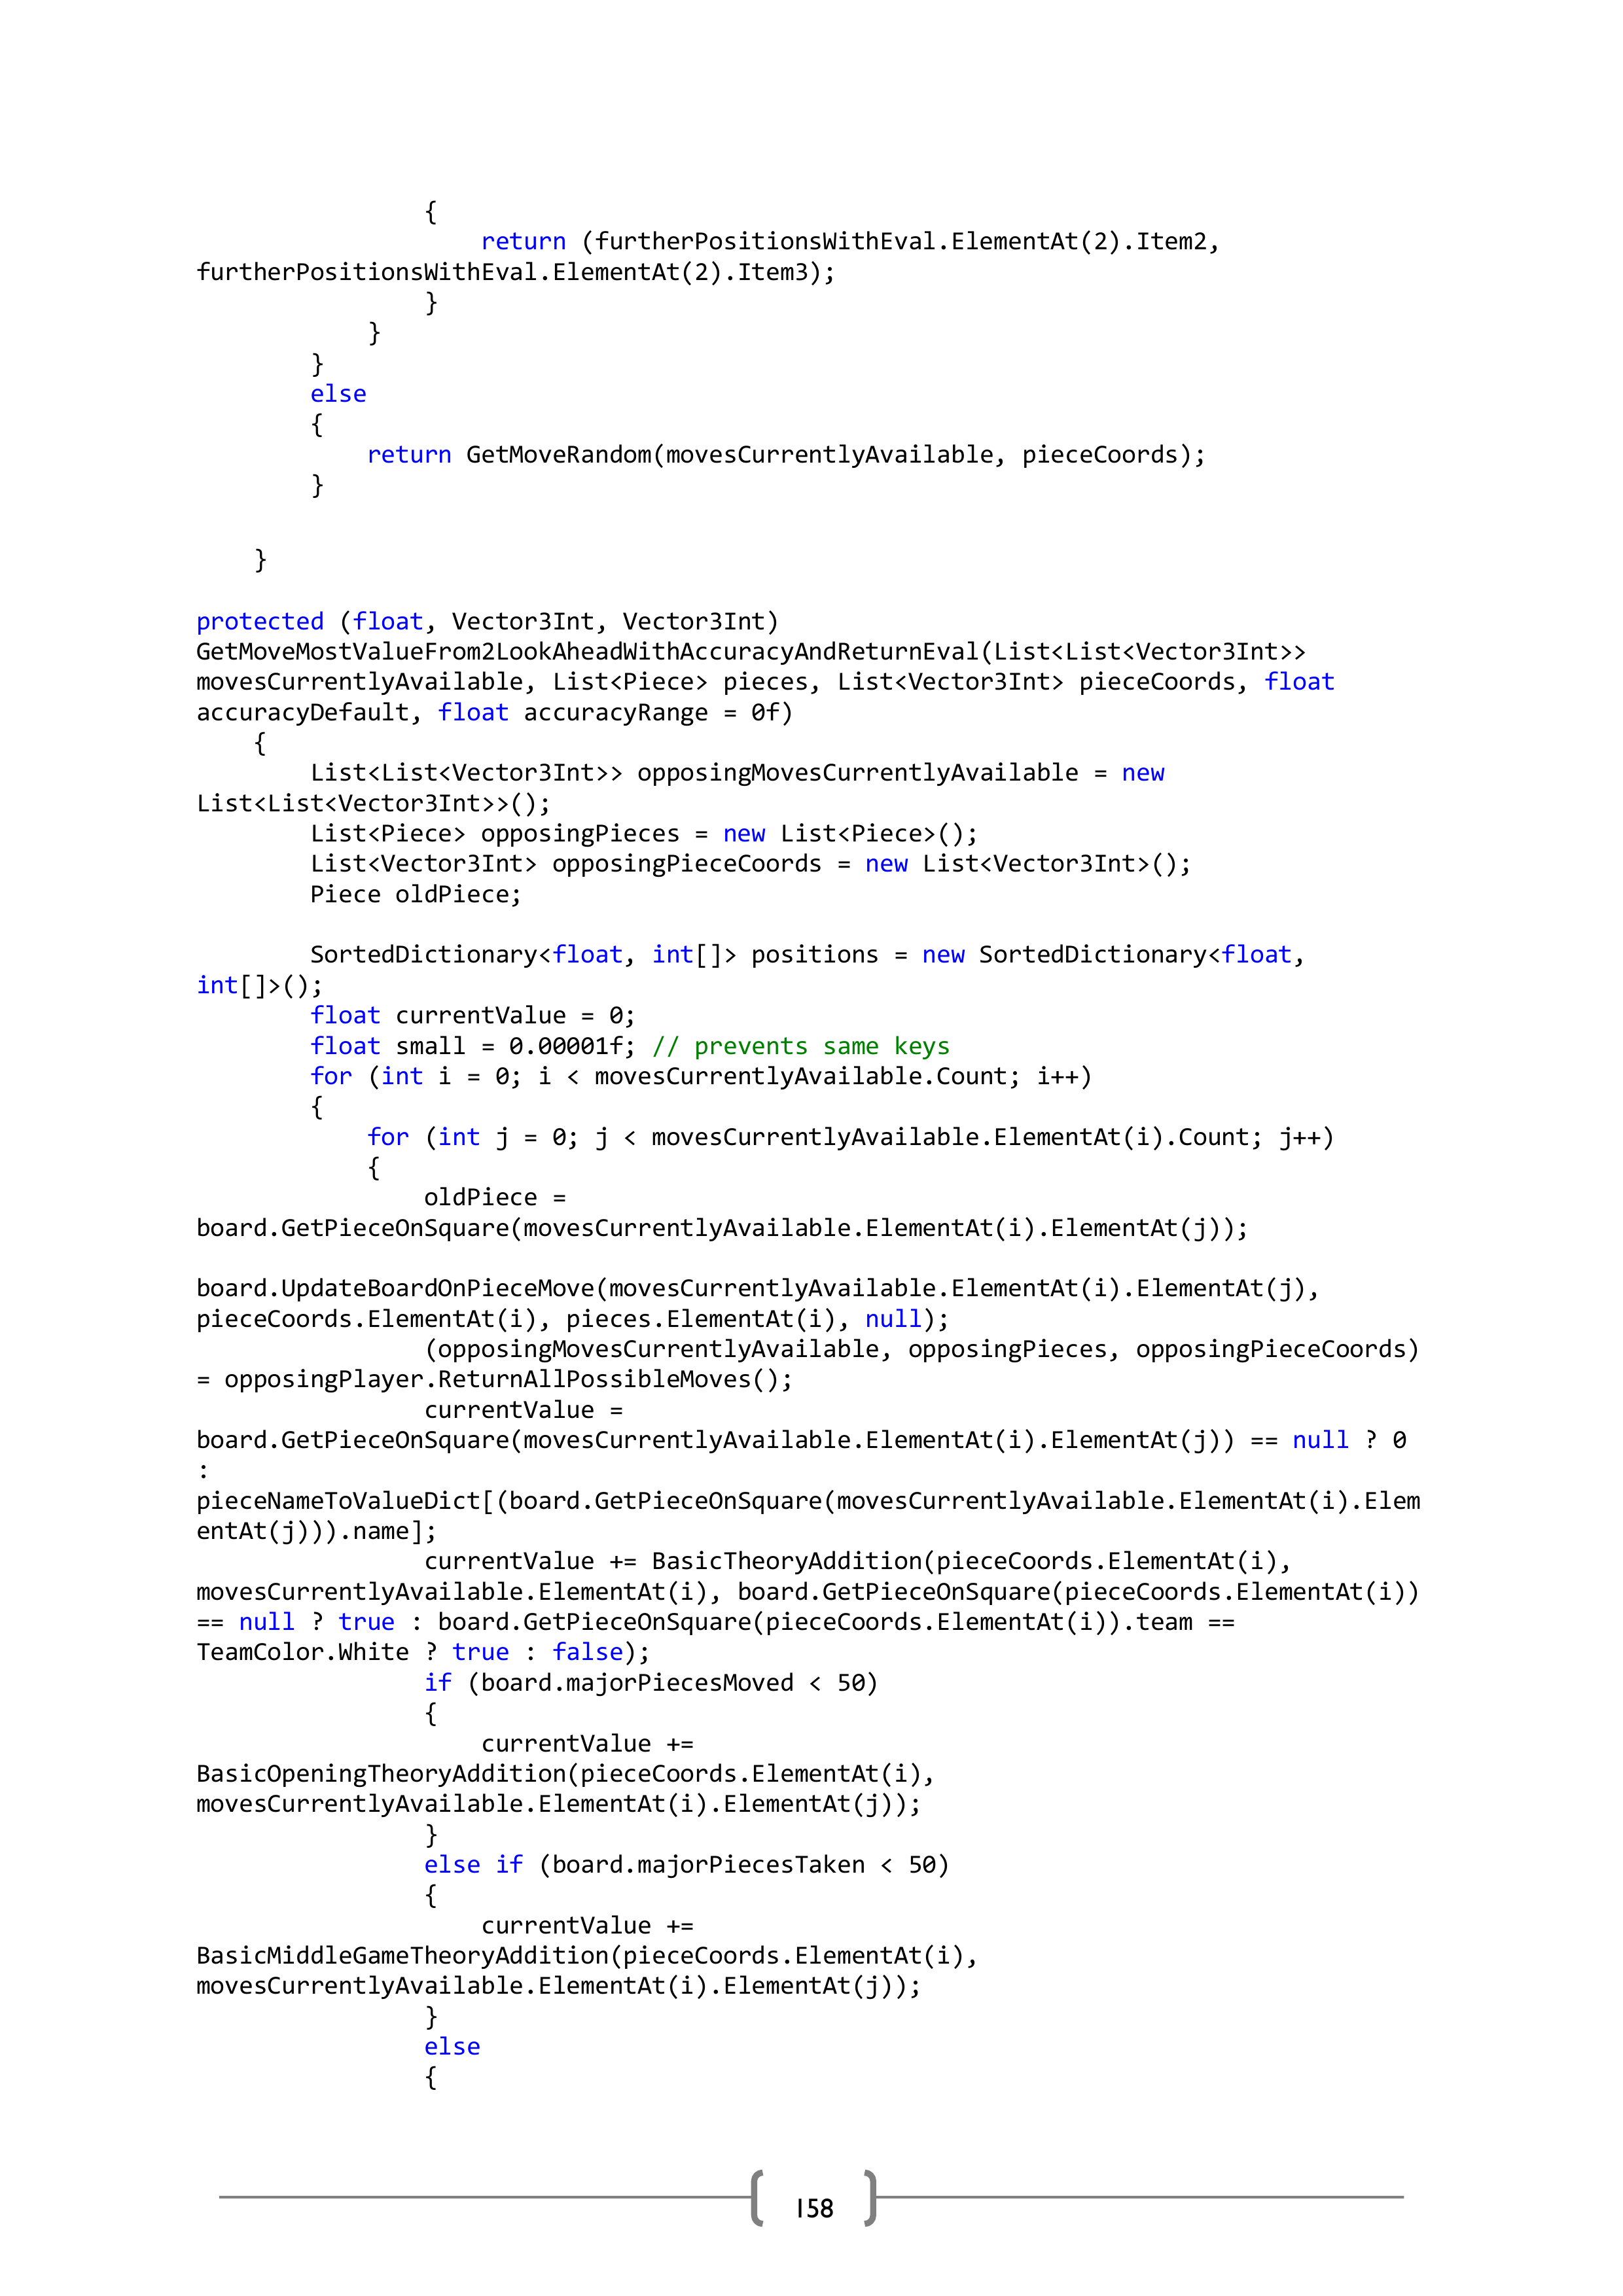 {
return (furtherPositionsWithEval.ElementAt(2).Item2,
furtherPositionsWithEval.ElementAt(2).Item3);
}
}
}
else
{
return GetMoveRandom(movesCurrentlyAvailable, pieceCoords);
}
}
protected (float, Vector3Int, Vector3Int)
GetMoveMostValueFrom2LookAheadWithAccuracyAndReturnEval(List<List<Vector3Int>>
movesCurrentlyAvailable, List<Piece> pieces, List<Vector3Int> pieceCoords, float
accuracyDefault, float accuracyRange = 0f)
{
List<List<Vector3Int>> opposingMovesCurrentlyAvailable = new
List<List<Vector3Int>>();
List<Piece> opposingPieces = new List<Piece>();
List<Vector3Int> opposingPieceCoords = new List<Vector3Int>();
Piece oldPiece;
SortedDictionary<float, int[]> positions = new SortedDictionary<float,
int[]>();
float currentValue = 0;
float small = 0.00001f; // prevents same keys
for (int i = 0; i < movesCurrentlyAvailable.Count; i++)
{
for (int j = 0; j < movesCurrentlyAvailable.ElementAt(i).Count; j++)
{
oldPiece =
board.GetPieceOnSquare(movesCurrentlyAvailable.ElementAt(i).ElementAt(j));
board.UpdateBoardOnPieceMove(movesCurrentlyAvailable.ElementAt(i).ElementAt(j),
pieceCoords.ElementAt(i), pieces.ElementAt(i), null);
(opposingMovesCurrentlyAvailable, opposingPieces, opposingPieceCoords)
= opposingPlayer.ReturnAllPossibleMoves();
currentValue =
board.GetPieceOnSquare(movesCurrentlyAvailable.ElementAt(i).ElementAt(j)) == null ? 0
:
pieceNameToValueDict[(board.GetPieceOnSquare(movesCurrentlyAvailable.ElementAt(i).Elem
entAt(j))).name];
currentValue += BasicTheoryAddition(pieceCoords.ElementAt(i),
movesCurrentlyAvailable.ElementAt(i), board.GetPieceOnSquare(pieceCoords.ElementAt(i))
== null ? true : board.GetPieceOnSquare(pieceCoords.ElementAt(i)).team ==
TeamColor.White ? true : false);
if (board.majorPiecesMoved < 50)
{
currentValue +=
BasicOpeningTheoryAddition(pieceCoords.ElementAt(i),
movesCurrentlyAvailable.ElementAt(i).ElementAt(j));
}
else if (board.majorPiecesTaken < 50)
{
currentValue +=
BasicMiddleGameTheoryAddition(pieceCoords.ElementAt(i),
movesCurrentlyAvailable.ElementAt(i).ElementAt(j));
}
else
{
158